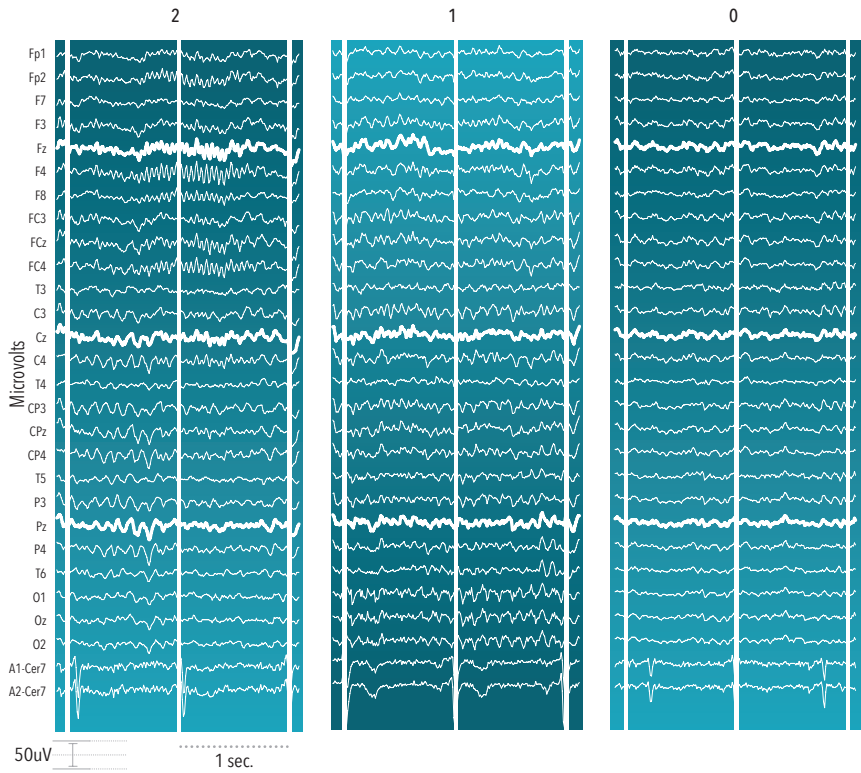 2 1 0
Fp1
Fp2
F7
F3
Fz
F4
F8
FC3
FCz
FC4
T3
C3
Cz
C4
T4
CP3
CPz
CP4
T5
P3
Pz
P4
T6
O1
Oz
O2
A1-Cer7
A2-Cer7
Microvolts
50uV
1 sec.